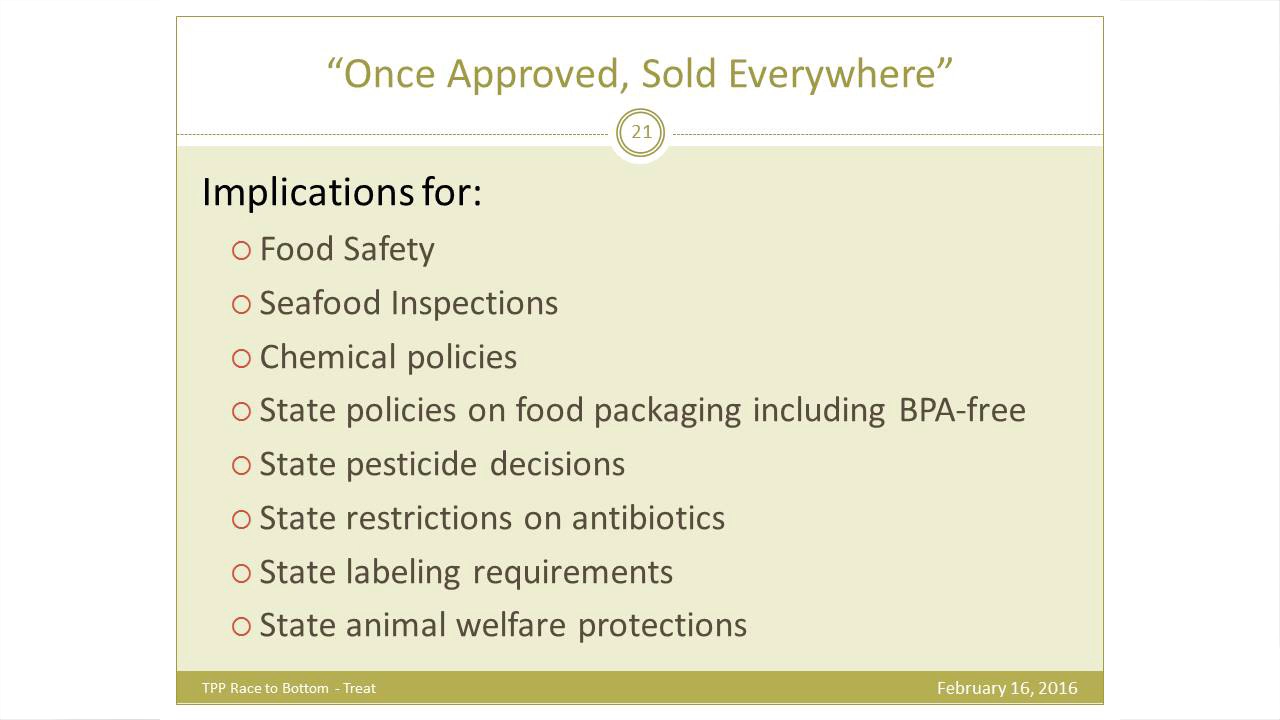 “Once Approved, Sold Everywhere”
21
Implications for:
Food Safety
Seafood Inspections
Chemical policies
State policies on food packaging including BPA-free
State pesticide decisions
State restrictions on antibiotics
State labeling requirements
State animal welfare protections
TPP Race to Bottom - Treat
February 16, 2016